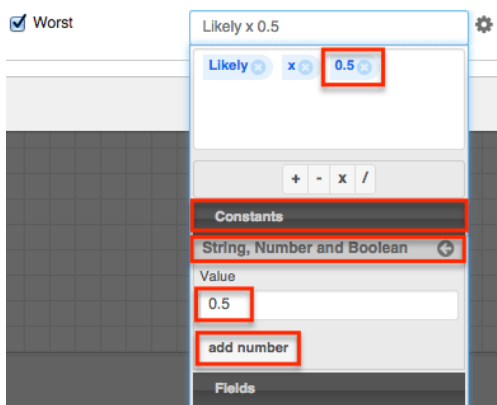 Worst
Likely x 0.5
Likely x 0.5
+ - x /
Constants
String, Number and Boolean
Value
0.5
add number
Fields